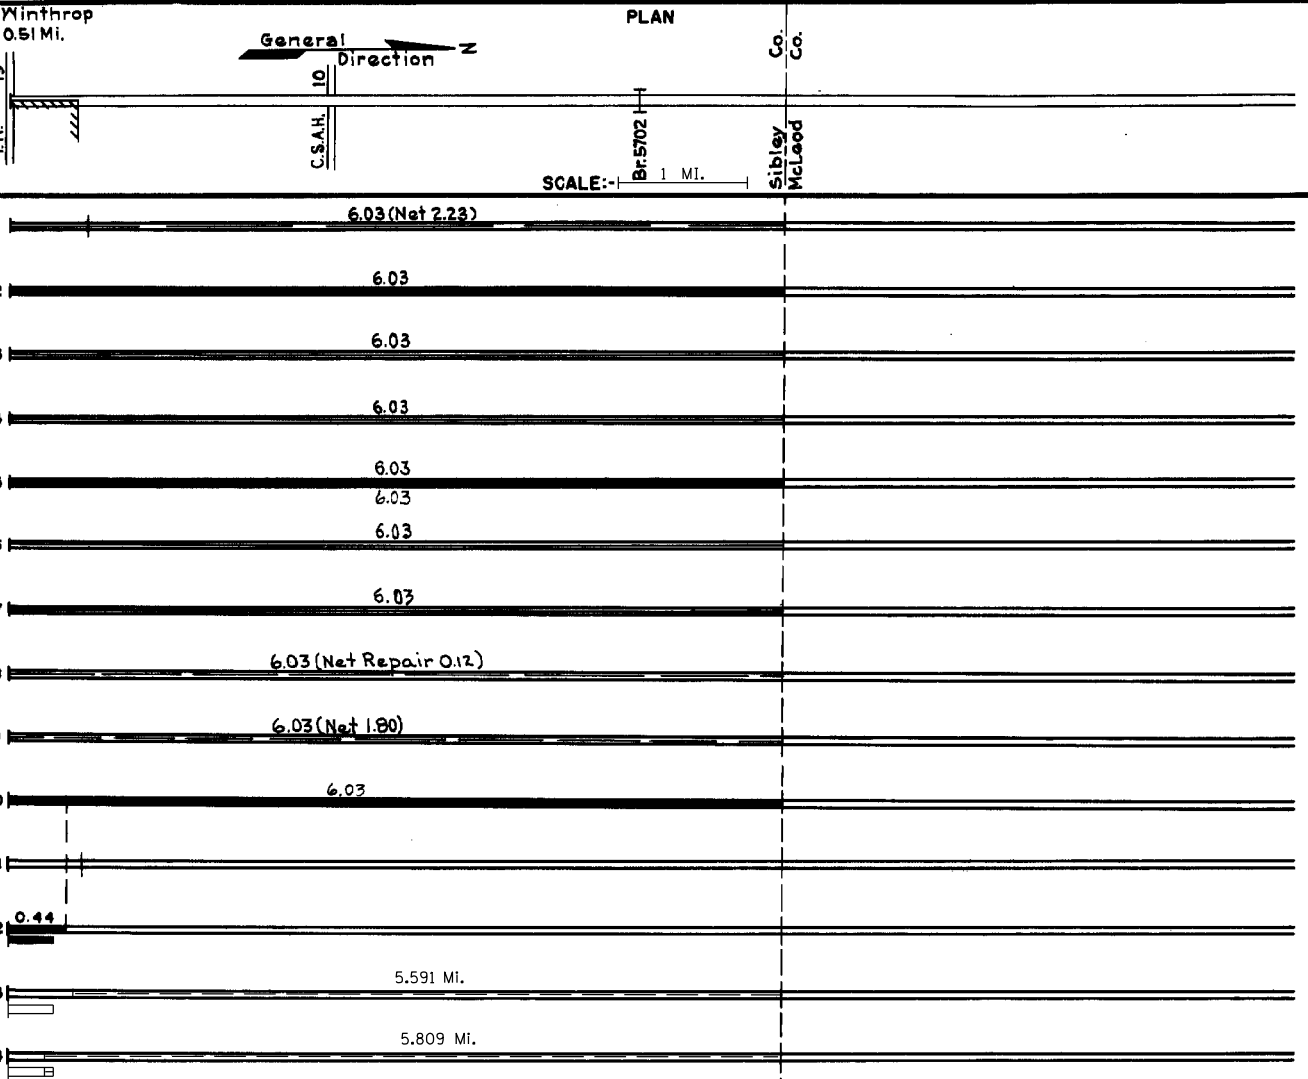 Winthrop
0.51 Mi.
PLAN
General
Direction
N
Co.
Co.
C.S.A.H. 10
Br. 5702
Sibley
McLeod
SCALE:- 1 MI.
6.03 (Net 2.23)
6.03
6.03
6.03
6.03
6.03
6.03
6.03
6.03 (Net Repair 0.12)
6.03 (Net 1.80)
6.03
0.44
5.591 Mi.
5.809 Mi.